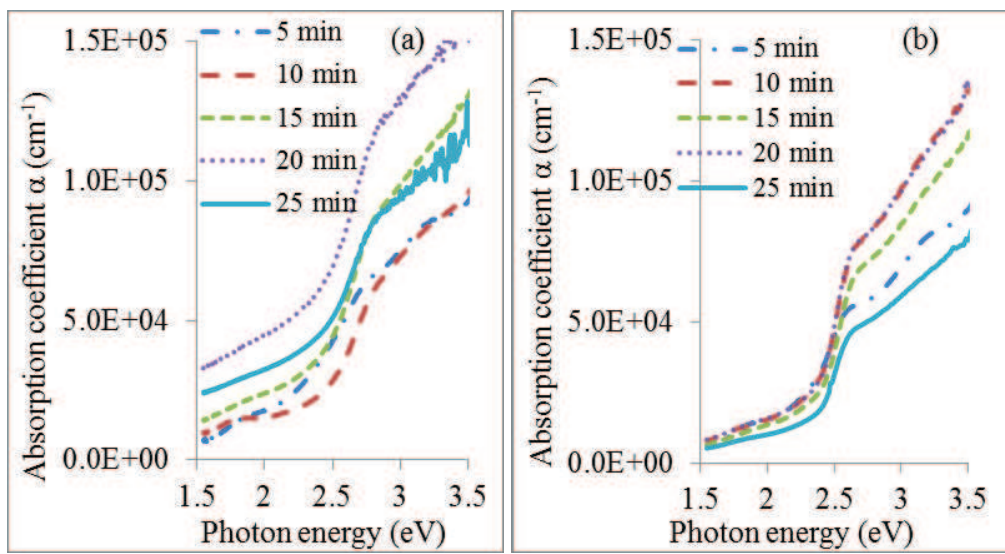 (a)
5 min
10 min
15 min
20 min
25 min
1.5E+05
1.0E+05
5.0E+04
0.0E+00
Absorption coefficient α (cm⁻¹)
1.5 2 2.5 3 3.5
Photon energy (eV)
(b)
5 min
10 min
15 min
20 min
25 min
1.5E+05
1.0E+05
5.0E+04
0.0E+00
Absorption coefficient α (cm⁻¹)
1.5 2 2.5 3 3.5
Photon energy (eV)